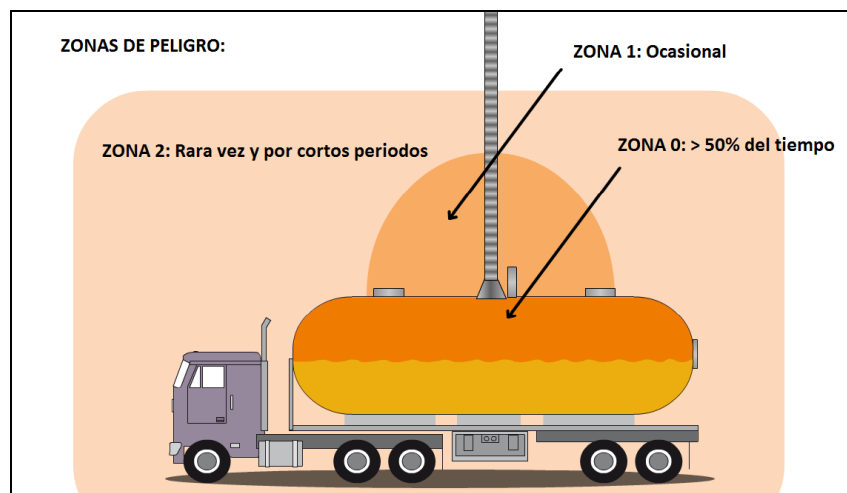 ZONAS DE PELIGRO:
ZONA 1: Ocasional
ZONA 0: > 50% del tiempo
ZONA 2: Rara vez y por cortos periodos